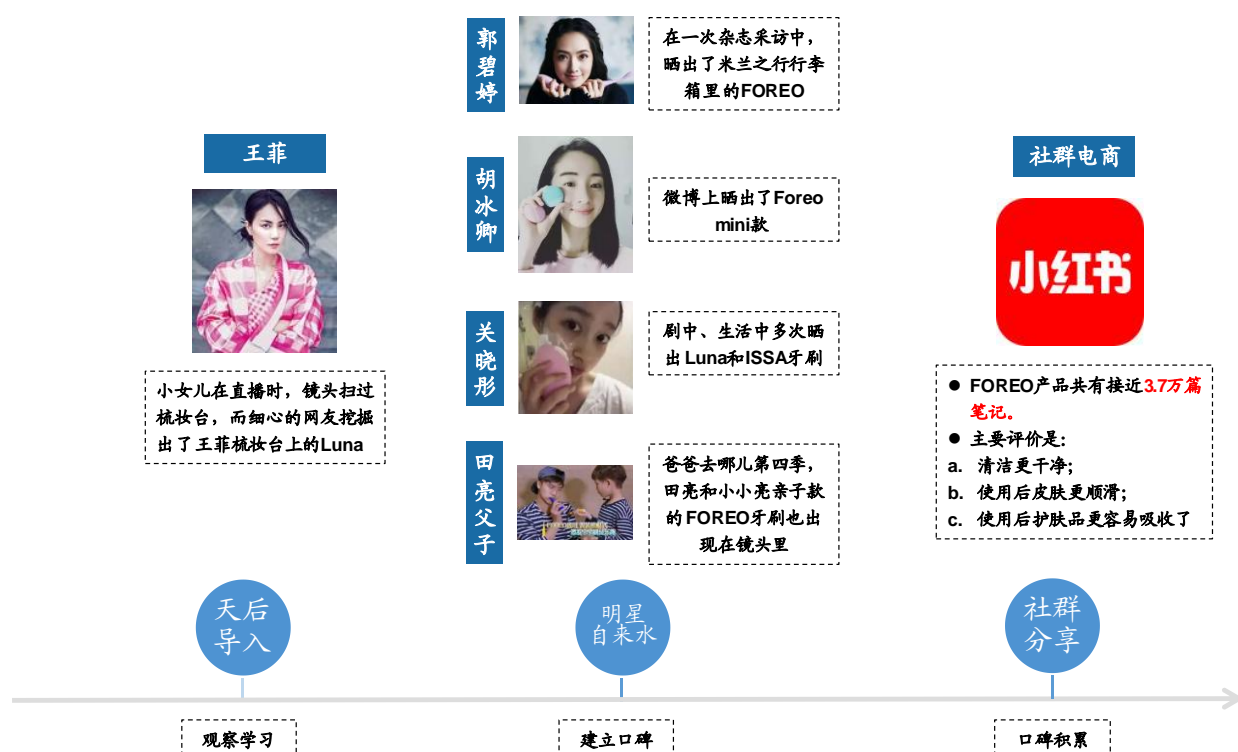 王菲
小女儿在直播时，镜头扫过
梳妆台，而细心的网友挖掘
出了王菲梳妆台上的Luna
郭碧婷
在一次杂志采访中，
晒出了米兰之行行李
箱里的FOREO
胡冰卿
微博上晒出了Foreo
mini款
关晓彤
剧中、生活中多次晒
出Luna和ISSA牙刷
田亮父子
爸爸去哪儿第四季，
田亮和小小亮亲子款
的FOREO牙刷也出
现在镜头里
社群电商
小红书
● FOREO产品共有接近3.7万篇
笔记。
● 主要评价是：
a. 清洁更干净；
b. 使用后皮肤更顺滑；
c. 使用后护肤品更容易吸收了
天后
导入
明星
自来水
社群
分享
观察学习
建立口碑
口碑积累